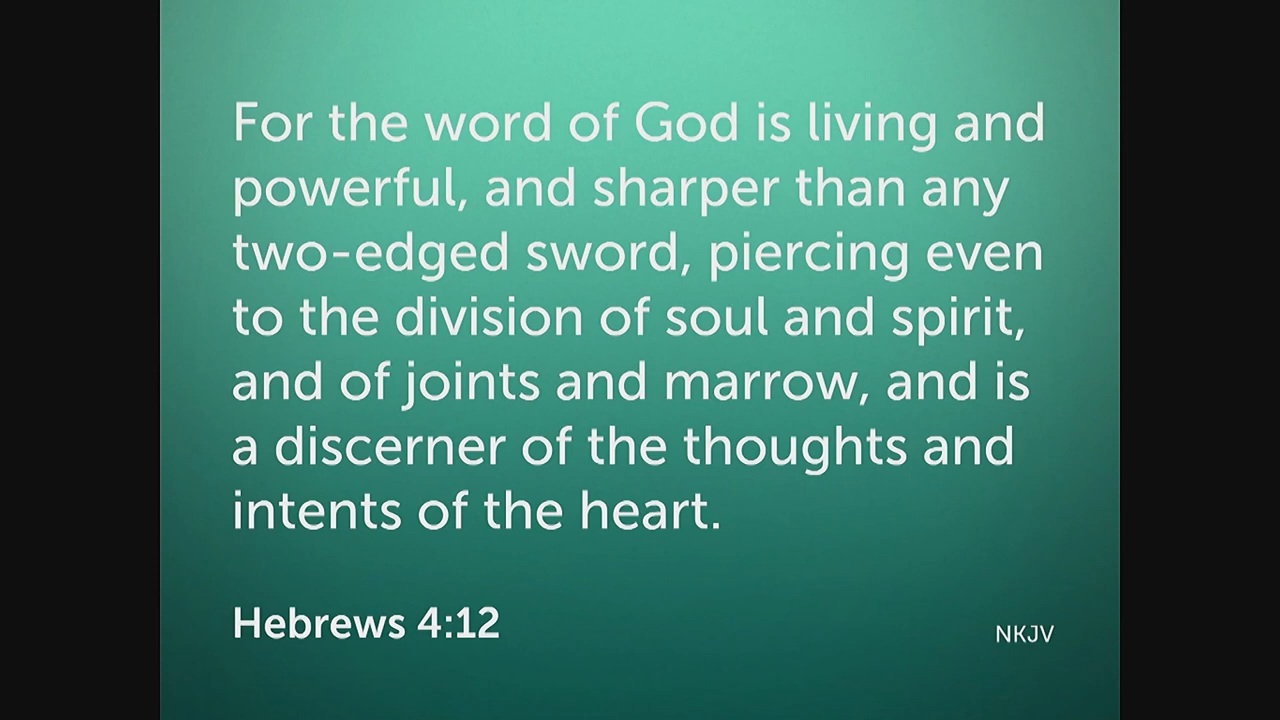 For the word of God is living and
powerful, and sharper than any
two-edged sword, piercing even
to the division of soul and spirit,
and of joints and marrow, and is
a discerner of the thoughts and
intents of the heart.
Hebrews 4:12
NKJV